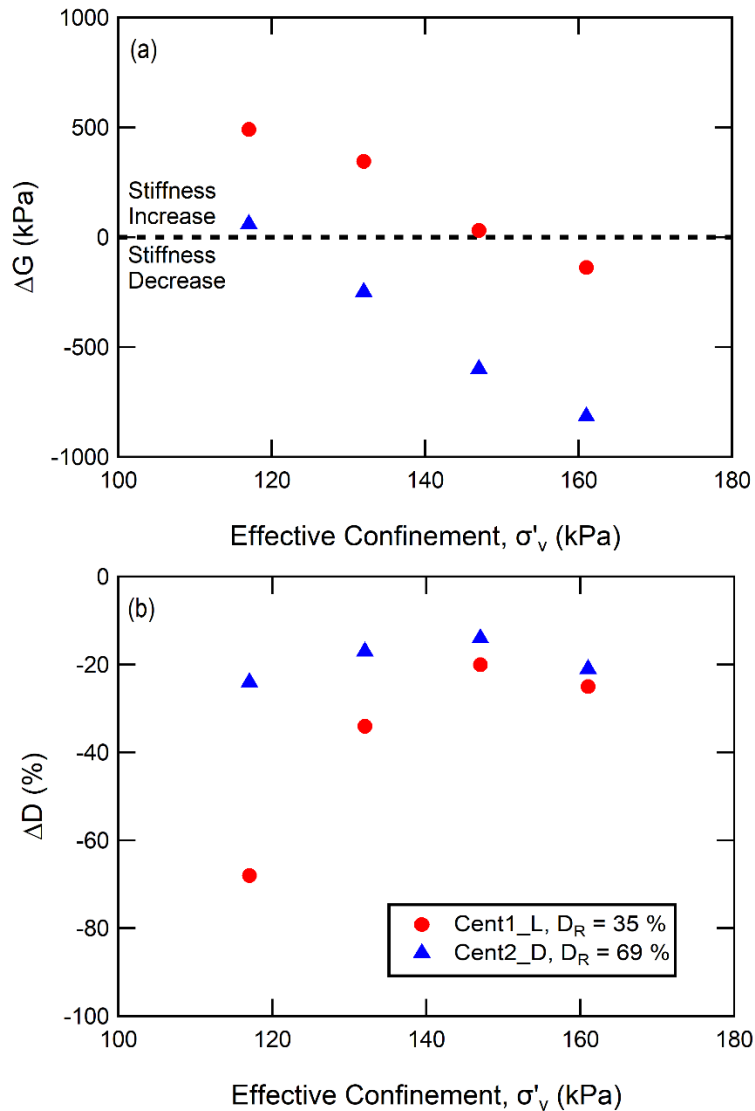 (a)
1000
500
0
-500
-1000
ΔG (kPa)
Stiffness
Increase
Stiffness
Decrease
100 120 140 160 180
Effective Confinement, σ'v (kPa)
(b)
0
-20
-40
-60
-80
-100
ΔD (%)
Cent1_L, DR = 35 %
Cent2_D, DR = 69 %
100 120 140 160 180
Effective Confinement, σ'v (kPa)